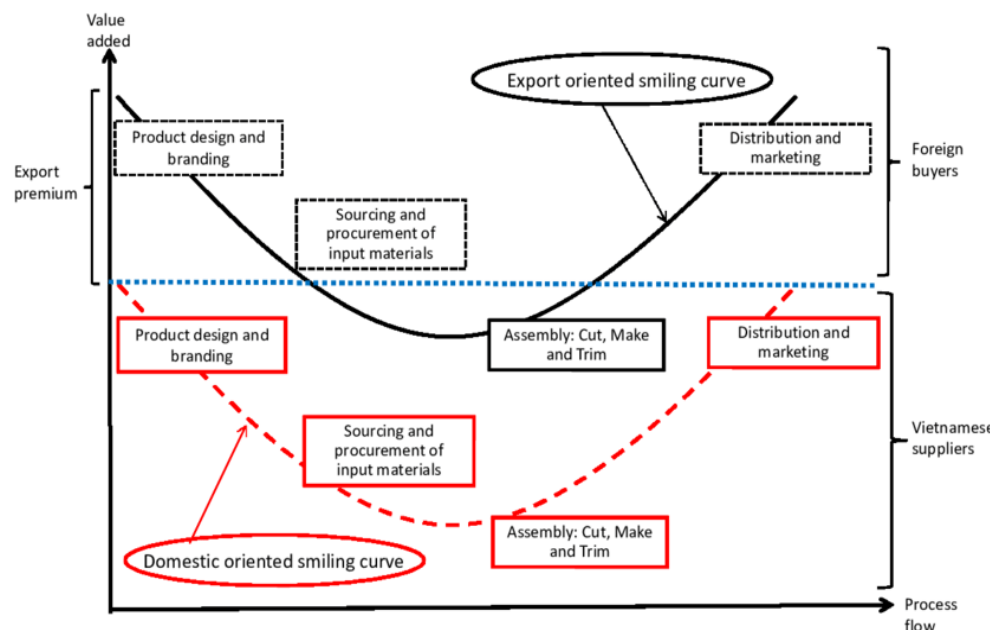 Value
added
Export oriented smiling curve
Product design and
branding
Distribution and
marketing
Foreign
buyers
Export
premium
Sourcing and
procurement of
input materials
Product design and
branding
Assembly: Cut, Make
and Trim
Distribution and
marketing
Sourcing and
procurement of
input materials
Vietnamese
suppliers
Assembly: Cut, Make
and Trim
Domestic oriented smiling curve
Process
flow